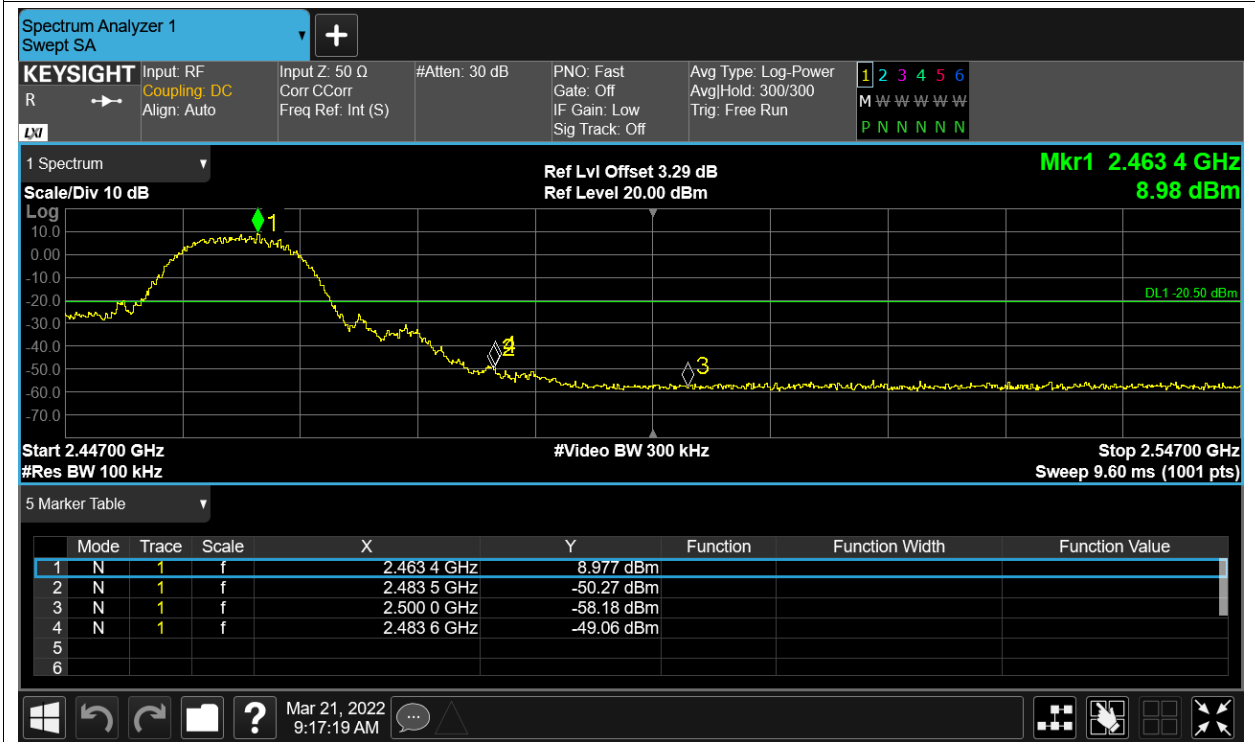 Spectrum Analyzer 1
Swept SA
+
KEYSIGHT Input: RF Input Z: 50 Ω #Atten: 30 dB PNO: Fast Avg Type: Log-Power 1 2 3 4 5 6
R Coupling: DC Corr CCorr Gate: Off Avg|Hold: 300/300 M W W W W W
Align: Auto Freq Ref: Int (S) IF Gain: Low Trig: Free Run
LXI Sig Track: Off P N N N N N
1 Spectrum Ref Lvl Offset 3.29 dB Mkr1 2.463 4 GHz
Scale/Div 10 dB Ref Level 20.00 dBm 8.98 dBm
Log
1
10.0
0.00
-10.0
-20.0 DL1 -20.50 dBm
-30.0
-40.0 4
2
-50.0 3
-60.0
-70.0
Start 2.44700 GHz #Video BW 300 kHz Stop 2.54700 GHz
#Res BW 100 kHz Sweep 9.60 ms (1001 pts)
5 Marker Table
Mode Trace Scale X Y Function Function Width Function Value
1 N 1 f 2.463 4 GHz 8.977 dBm
2 N 1 f 2.483 5 GHz -50.27 dBm
3 N 1 f 2.500 0 GHz -58.18 dBm
4 N 1 f 2.483 6 GHz -49.06 dBm
5
6
? Mar 21, 2022
9:17:19 AM